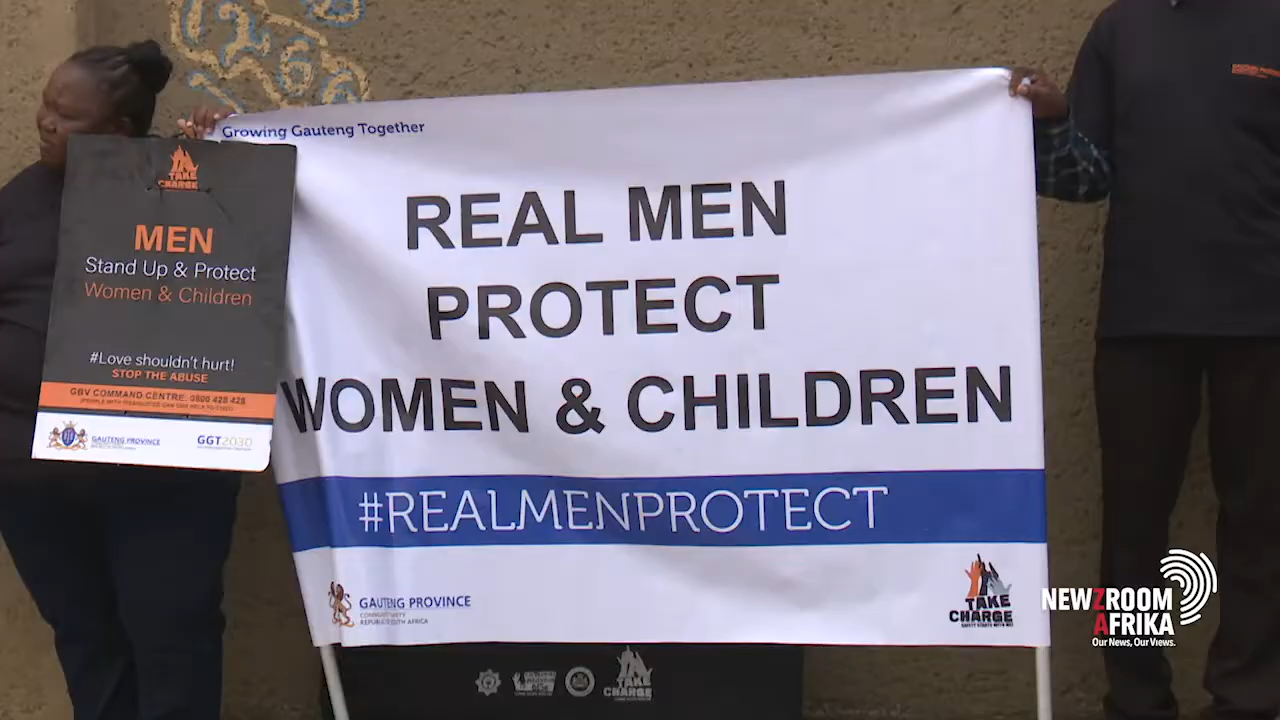 Growing Gauteng Together
REAL MEN
PROTECT
WOMEN & CHILDREN
#REALMENPROTECT
GAUTENG PROVINCE
REPUBLIC OF SOUTH AFRICA
TAKE
CHARGE
TAKE
CHARGE
MEN
Stand Up & Protect
Women & Children
#Love shouldn't hurt!
STOP THE ABUSE
GBV COMMAND CENTRE: 0800 428 428
GAUTENG PROVINCE
GGT2030
TAKE
CHARGE
NEWZROOM
AFRIKA
Our News, Our Views.